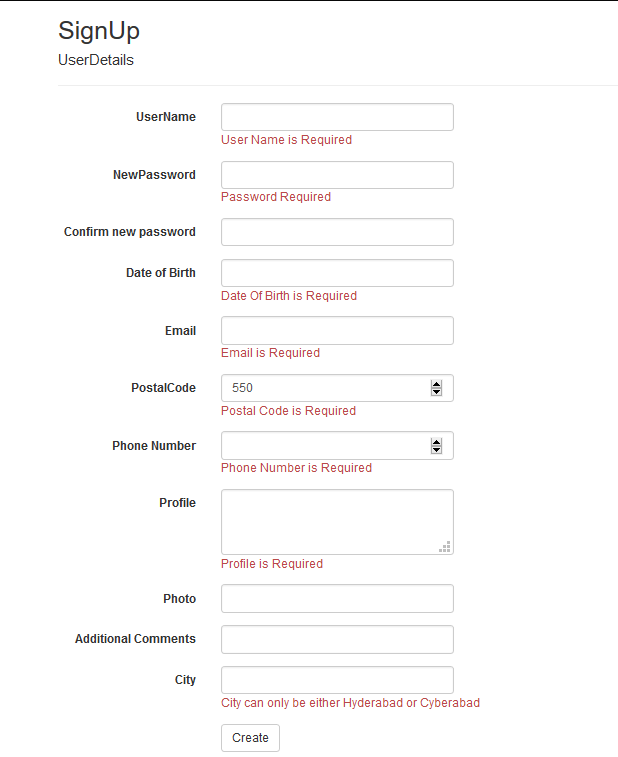 SignUp
UserDetails
UserName
User Name is Required
NewPassword
Password Required
Confirm new password
Date of Birth
Date Of Birth is Required
Email
Email is Required
PostalCode 550
Postal Code is Required
Phone Number
Phone Number is Required
Profile
Profile is Required
Photo
Additional Comments
City
City can only be either Hyderabad or Cyberabad
Create